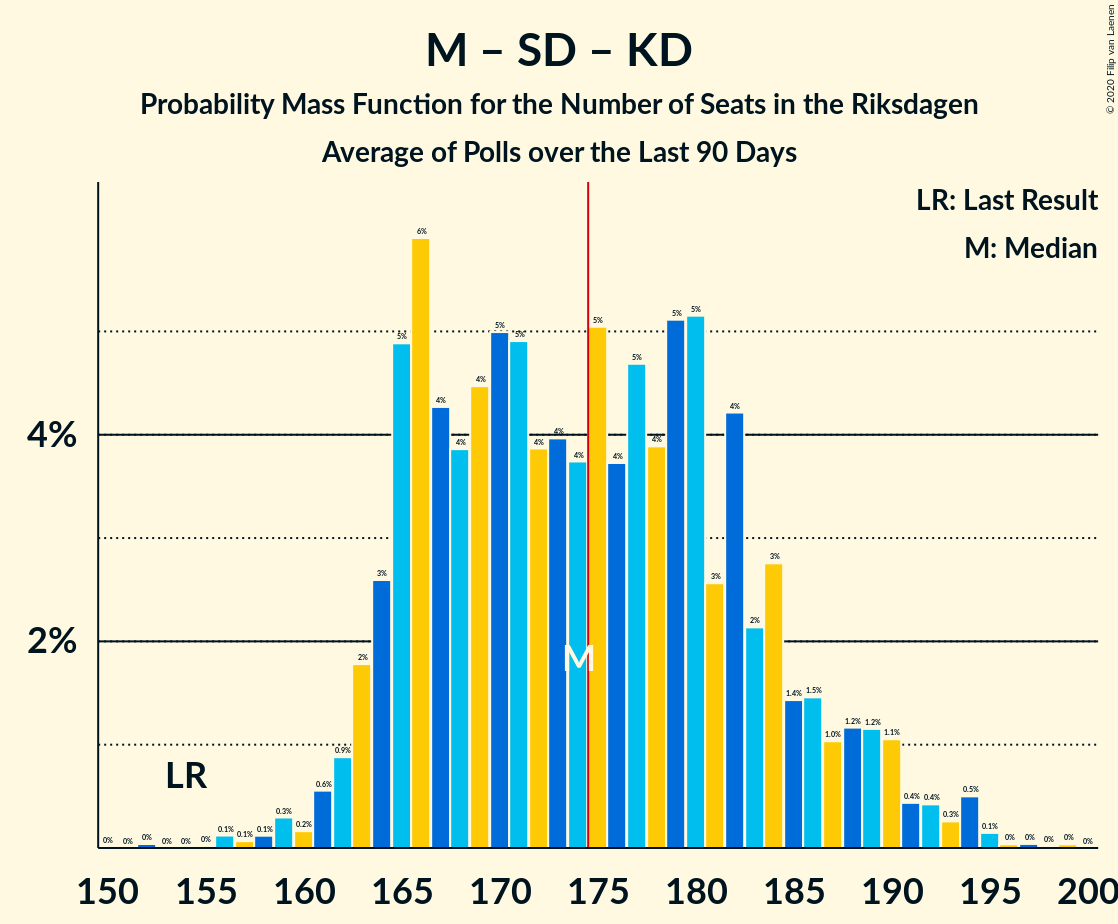 M – SD – KD
Probability Mass Function for the Number of Seats in the Riksdagen
Average of Polls over the Last 90 Days
© 2020 Filip van Laenen
LR: Last Result
M: Median
4%
2%
LR
M
0% 0% 0% 0% 0% 0% 0.1% 0.1% 0.1% 0.3% 0.2% 0.6% 0.9% 2% 3% 5% 6% 4% 4% 4% 5% 5% 4% 4% 4% 5% 4% 5% 4% 5% 5% 3% 4% 2% 3% 1.4% 1.5% 1.0% 1.2% 1.2% 1.1% 0.4% 0.4% 0.3% 0.5% 0.1% 0% 0% 0% 0% 0%
150 155 160 165 170 175 180 185 190 195 200